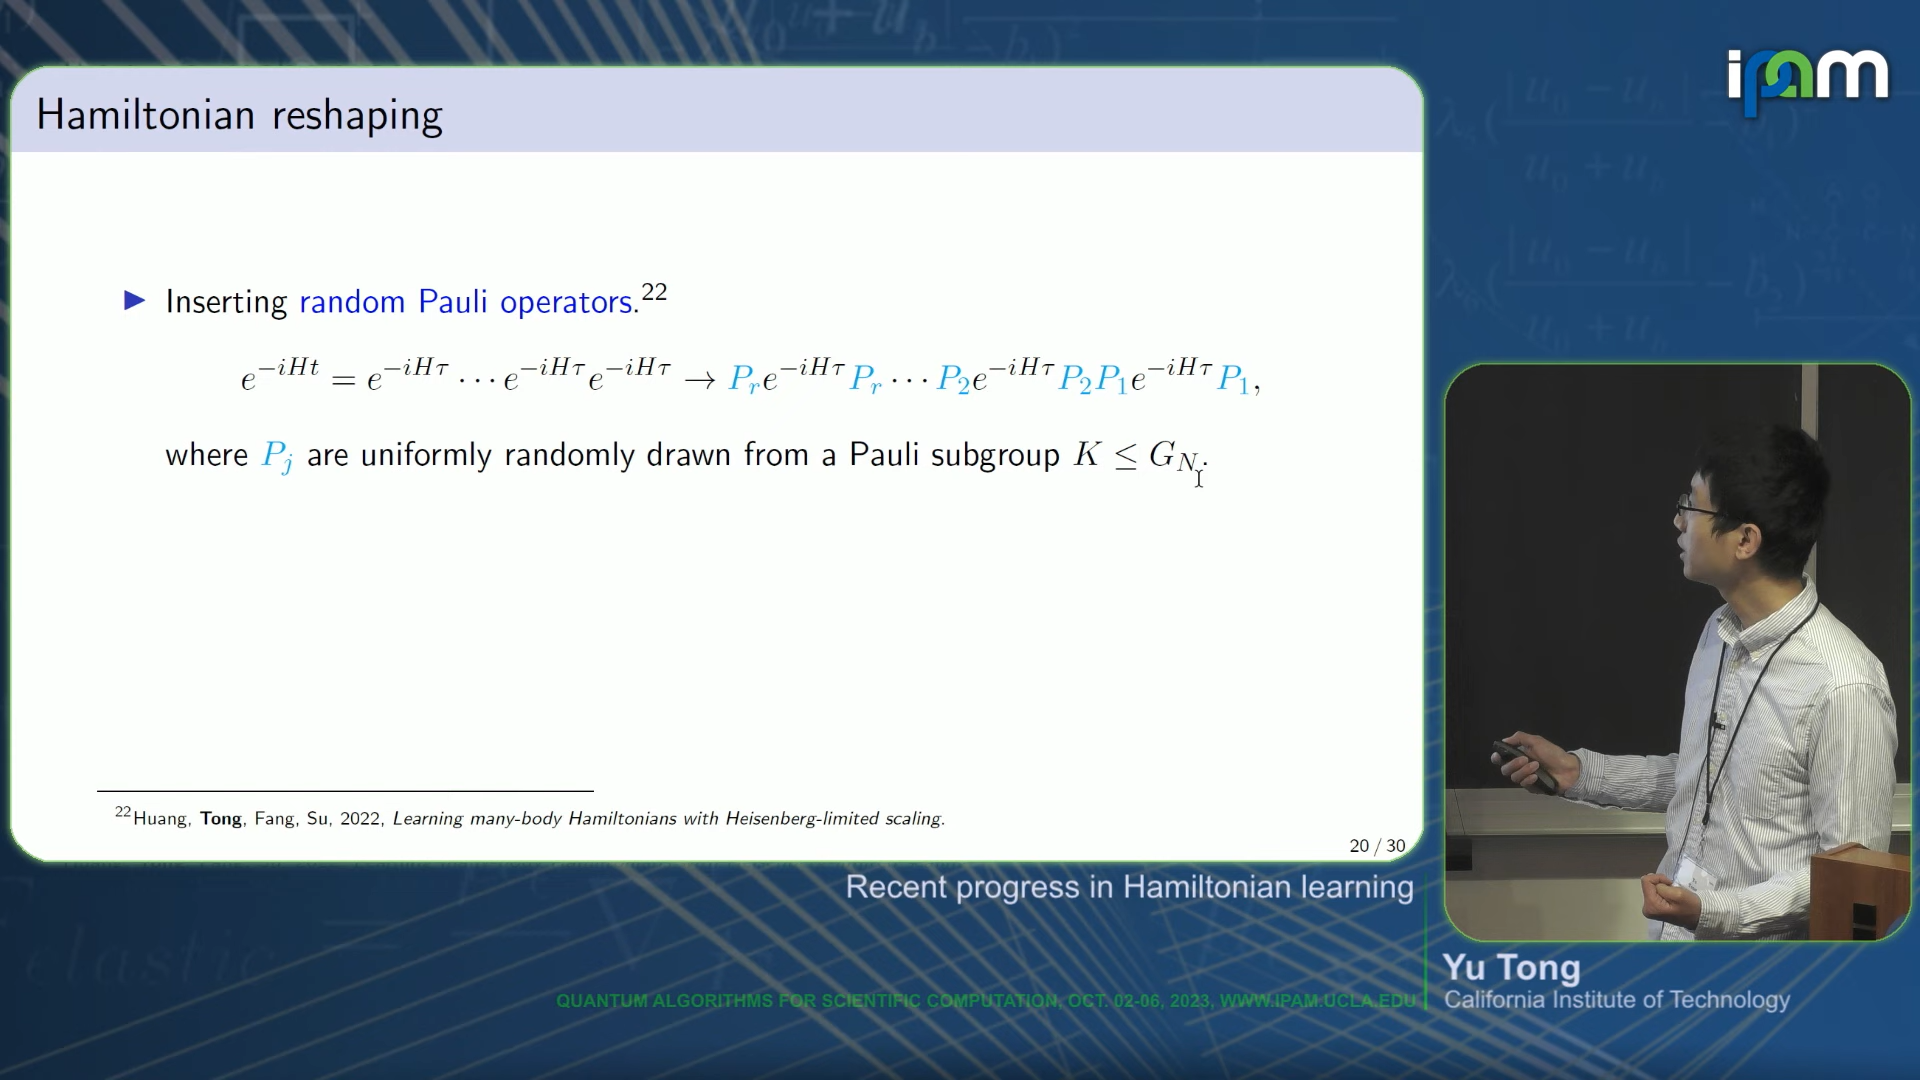 ipam
Hamiltonian reshaping
▶ Inserting random Pauli operators.²²
e^{-iHt} = e^{-iHτ} ⋯ e^{-iHτ} e^{-iHτ} → P_r e^{-iHτ} P_r ⋯ P_2 e^{-iHτ} P_2 P_1 e^{-iHτ} P_1,
where P_j are uniformly randomly drawn from a Pauli subgroup K ≤ G_N.
²²Huang, Tong, Fang, Su, 2022, Learning many-body Hamiltonians with Heisenberg-limited scaling.
20 / 30
Recent progress in Hamiltonian learning
Yu Tong
California Institute of Technology
QUANTUM ALGORITHMS FOR SCIENTIFIC COMPUTATION, OCT. 02-06, 2023, WWW.IPAM.UCLA.EDU
elastic